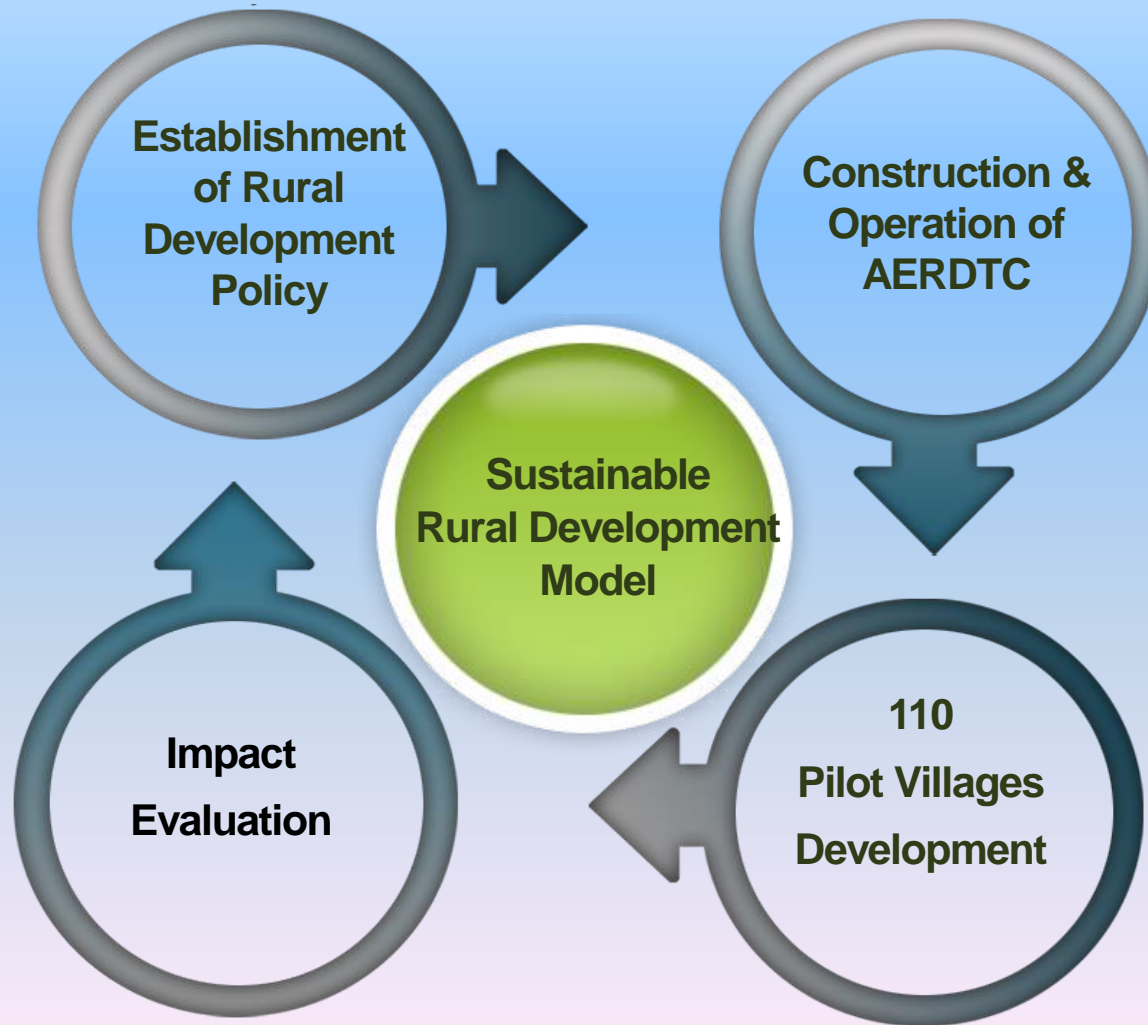 Establishment
of Rural
Development
Policy
Construction &
Operation of
AERDTC
Sustainable
Rural Development
Model
110
Pilot Villages
Development
Impact
Evaluation